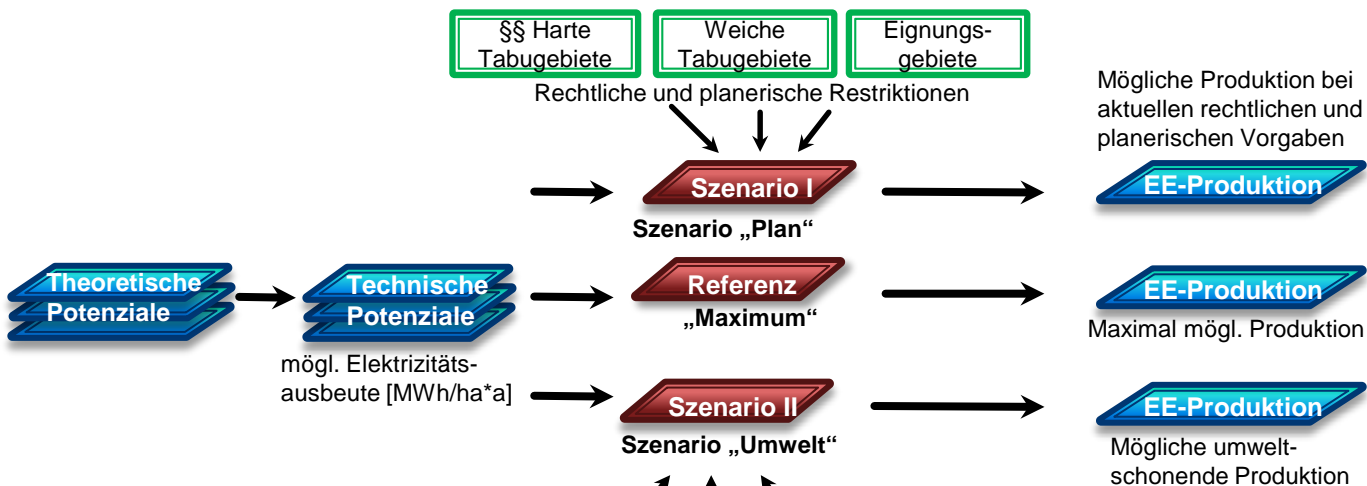 §§ Harte
Tabugebiete
Weiche
Tabugebiete
Eignungs-
gebiete
Rechtliche und planerische Restriktionen
Mögliche Produktion bei
aktuellen rechtlichen und
planerischen Vorgaben
Szenario I
EE-Produktion
Szenario „Plan“
Theoretische
Potenziale
Technische
Potenziale
Referenz
„Maximum“
EE-Produktion
Maximal mögl. Produktion
mögl. Elektrizitäts-
ausbeute [MWh/ha*a]
Szenario II
EE-Produktion
Szenario „Umwelt“
Mögliche umwelt-
schonende Produktion